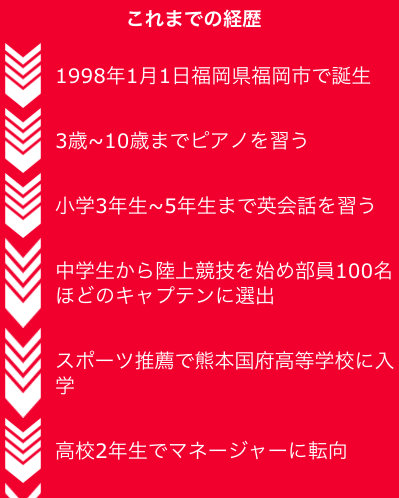 これまでの経歴
1998年1月1日福岡県福岡市で誕生
3歳~10歳までピアノを習う
小学3年生~5年生まで英会話を習う
中学生から陸上競技を始め部員100名
ほどのキャプテンに選出
スポーツ推薦で熊本国府高等学校に入
学
高校2年生でマネージャーに転向